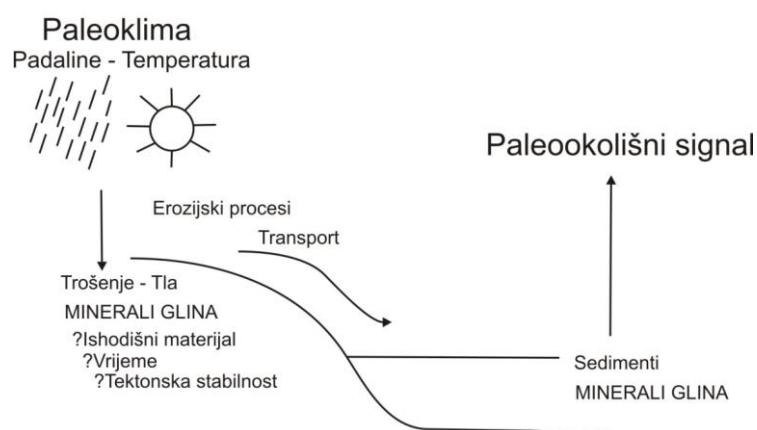 Paleoklima
Padaline - Temperatura
Paleookolišni signal
Erozijski procesi
Transport
Trošenje - Tla
MINERALI GLINA
?Ishodišni materijal
?Vrijeme
?Tektonska stabilnost
Sedimenti
MINERALI GLINA